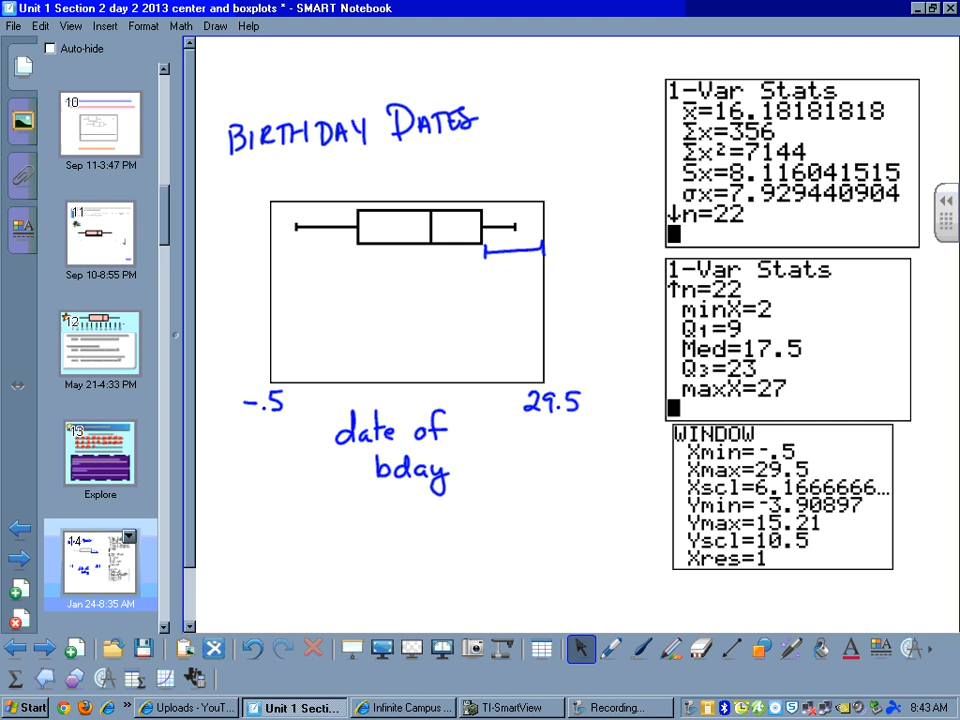 Unit 1 Section 2 day 2 2013 center and boxplots * - SMART Notebook
File Edit View Insert Format Math Draw Help
Auto-hide
10
Sep 11-3:47 PM
11
Sep 10-8:55 PM
12
May 21-4:33 PM
13
Explore
14
Jan 24-8:35 AM
BIRTHDAY DATES
-.5
29.5
date of
bday
1-Var Stats
x̄=16.18181818
Σx=356
Σx²=7144
Sx=8.116041515
σx=7.929440904
↓n=22
1-Var Stats
↑n=22
minX=2
Q₁=9
Med=17.5
Q₃=23
maxX=27
WINDOW
Xmin=-.5
Xmax=29.5
Xscl=6.1666666...
Ymin=-3.90897
Ymax=15.21
Yscl=10.5
Xres=1
Start
Uploads - YouT...
Unit 1 Secti...
Infinite Campus ...
TI-SmartView
Recording...
8:43 AM